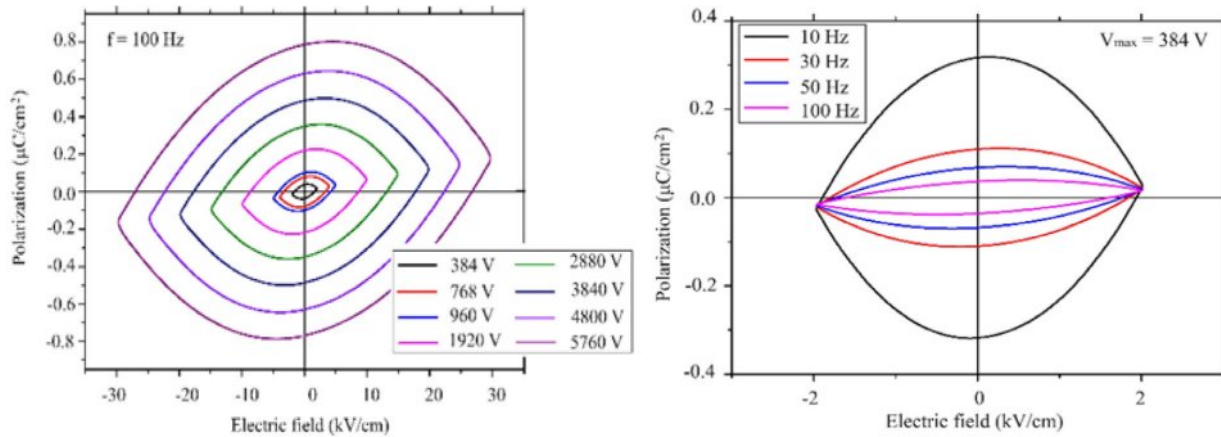 f = 100 Hz
0.8
0.6
0.4
0.2
0.0
-0.2
-0.4
-0.6
-0.8
Polarization (μC/cm²)
-30 -20 -10 0 10 20 30
Electric field (kV/cm)
384 V 2880 V
768 V 3840 V
960 V 4800 V
1920 V 5760 V
10 Hz
30 Hz
50 Hz
100 Hz
Vmax = 384 V
0.4
0.2
0.0
-0.2
-0.4
Polarization (μC/cm²)
-2 0 2
Electric field (kV/cm)